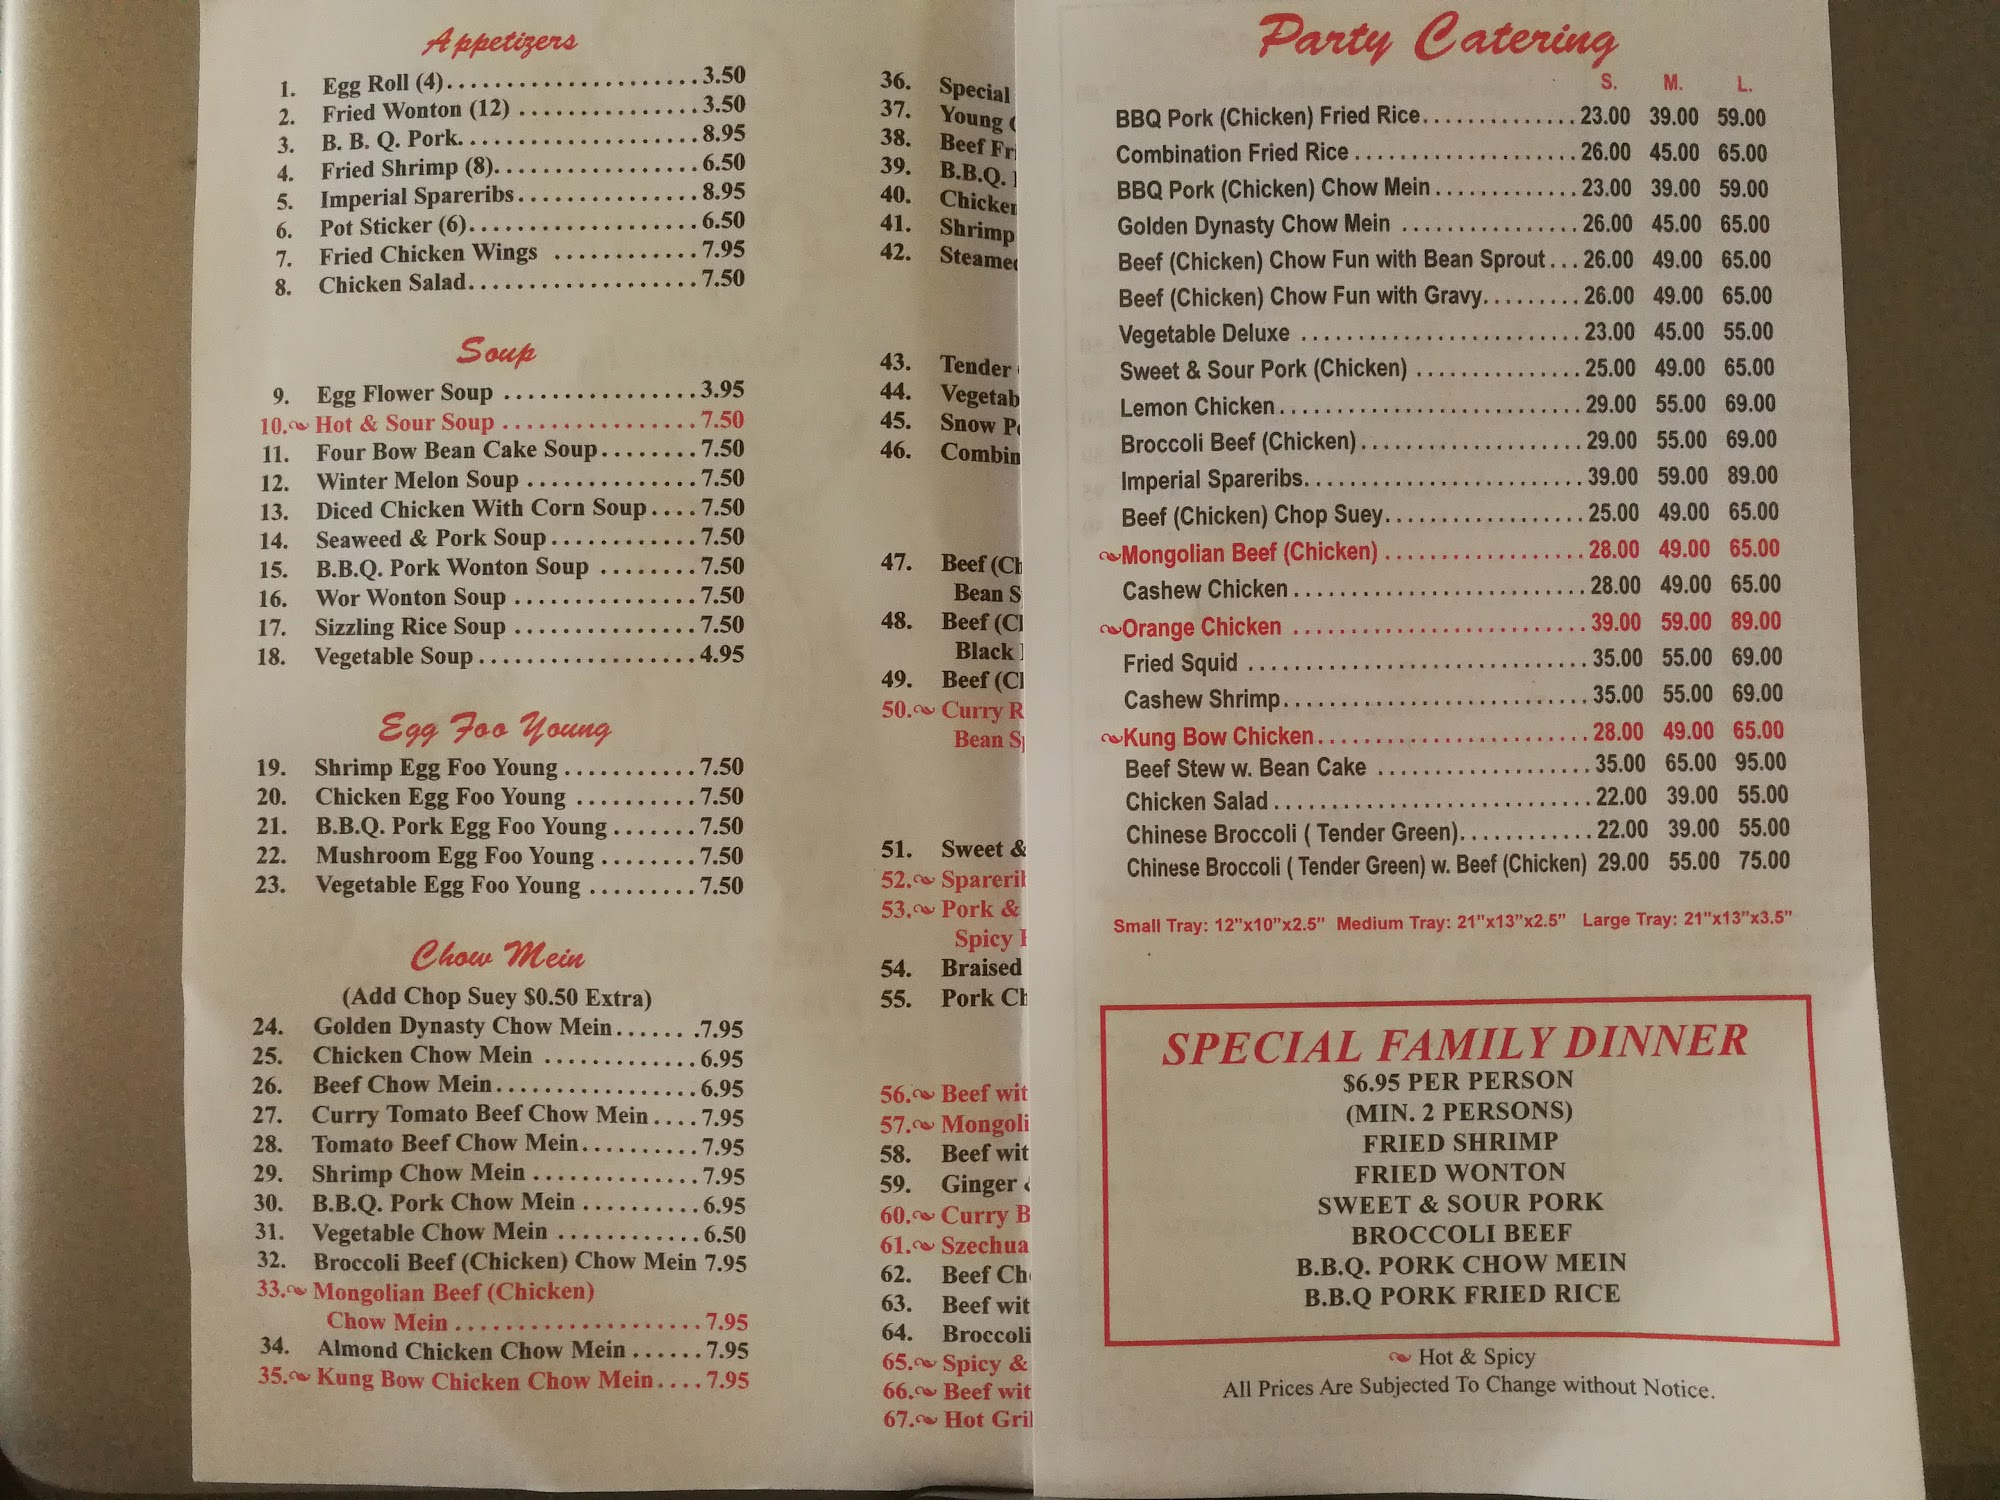 Appetizers
1. Egg Roll (4)........................3.50
2. Fried Wonton (12) .................3.50
3. B. B. Q. Pork.......................8.95
4. Fried Shrimp (8)...................6.50
5. Imperial Spareribs.................8.95
6. Pot Sticker (6).....................6.50
7. Fried Chicken Wings ............7.95
8. Chicken Salad.....................7.50
Soup
9. Egg Flower Soup ................3.95
10. Hot & Sour Soup ................7.50
11. Four Bow Bean Cake Soup........7.50
12. Winter Melon Soup ..............7.50
13. Diced Chicken With Corn Soup....7.50
14. Seaweed & Pork Soup............7.50
15. B.B.Q. Pork Wonton Soup ........7.50
16. Wor Wonton Soup ...............7.50
17. Sizzling Rice Soup ...............7.50
18. Vegetable Soup..................4.95
Egg Foo Young
19. Shrimp Egg Foo Young...........7.50
20. Chicken Egg Foo Young ..........7.50
21. B.B.Q. Pork Egg Foo Young.......7.50
22. Mushroom Egg Foo Young ........7.50
23. Vegetable Egg Foo Young .........7.50
Chow Mein
(Add Chop Suey $0.50 Extra)
24. Golden Dynasty Chow Mein...... .7.95
25. Chicken Chow Mein .............6.95
26. Beef Chow Mein.................6.95
27. Curry Tomato Beef Chow Mein....7.95
28. Tomato Beef Chow Mein..........7.95
29. Shrimp Chow Mein ..............7.95
30. B.B.Q. Pork Chow Mein ..........6.95
31. Vegetable Chow Mein ............6.50
32. Broccoli Beef (Chicken) Chow Mein 7.95
33. Mongolian Beef (Chicken)
Chow Mein .....................7.95
34. Almond Chicken Chow Mein ......7.95
35. Kung Bow Chicken Chow Mein....7.95
36. Special
37. Young
38. Beef
39. B.B.Q.
40. Chicken
41. Shrimp
42.
43. Tender
44.
45. Snow
46.
47. Beef
Bean
48. Beef
Black
49. Beef
50. Curry
Bean
51. Sweet &
52.
53. Pork &
Spicy
54. Braised
55. Pork
56. Beef
57.
58. Beef
59. Ginger
60. Curry
61.
62. Beef
63. Beef
64. Broccoli
65. Spicy &
66. Beef
67. Hot
Party Catering
S. M. L.
BBQ Pork (Chicken) Fried Rice..............23.00 39.00 59.00
Combination Fried Rice ....................26.00 45.00 65.00
BBQ Pork (Chicken) Chow Mein.............23.00 39.00 59.00
Golden Dynasty Chow Mein ................26.00 45.00 65.00
Beef (Chicken) Chow Fun with Bean Sprout...26.00 49.00 65.00
Beef (Chicken) Chow Fun with Gravy.........26.00 49.00 65.00
Vegetable Deluxe .........................23.00 45.00 55.00
Sweet & Sour Pork (Chicken) ...............25.00 49.00 65.00
Lemon Chicken...........................29.00 55.00 69.00
Broccoli Beef (Chicken)....................29.00 55.00 69.00
Imperial Spareribs.........................39.00 59.00 89.00
Beef (Chicken) Chop Suey..................25.00 49.00 65.00
Mongolian Beef (Chicken) ..................28.00 49.00 65.00
Cashew Chicken..........................28.00 49.00 65.00
Orange Chicken ..........................39.00 59.00 89.00
Fried Squid ..............................35.00 55.00 69.00
Cashew Shrimp...........................35.00 55.00 69.00
Kung Bow Chicken........................28.00 49.00 65.00
Beef Stew w. Bean Cake ...................35.00 65.00 95.00
Chicken Salad............................22.00 39.00 55.00
Chinese Broccoli ( Tender Green)............22.00 39.00 55.00
Chinese Broccoli ( Tender Green) w. Beef (Chicken) 29.00 55.00 75.00
Small Tray: 12"x10"x2.5" Medium Tray: 21"x13"x2.5" Large Tray: 21"x13"x3.5"
SPECIAL FAMILY DINNER
$6.95 PER PERSON
(MIN. 2 PERSONS)
FRIED SHRIMP
FRIED WONTON
SWEET & SOUR PORK
BROCCOLI BEEF
B.B.Q. PORK CHOW MEIN
B.B.Q PORK FRIED RICE
Hot & Spicy
All Prices Are Subjected To Change without Notice.